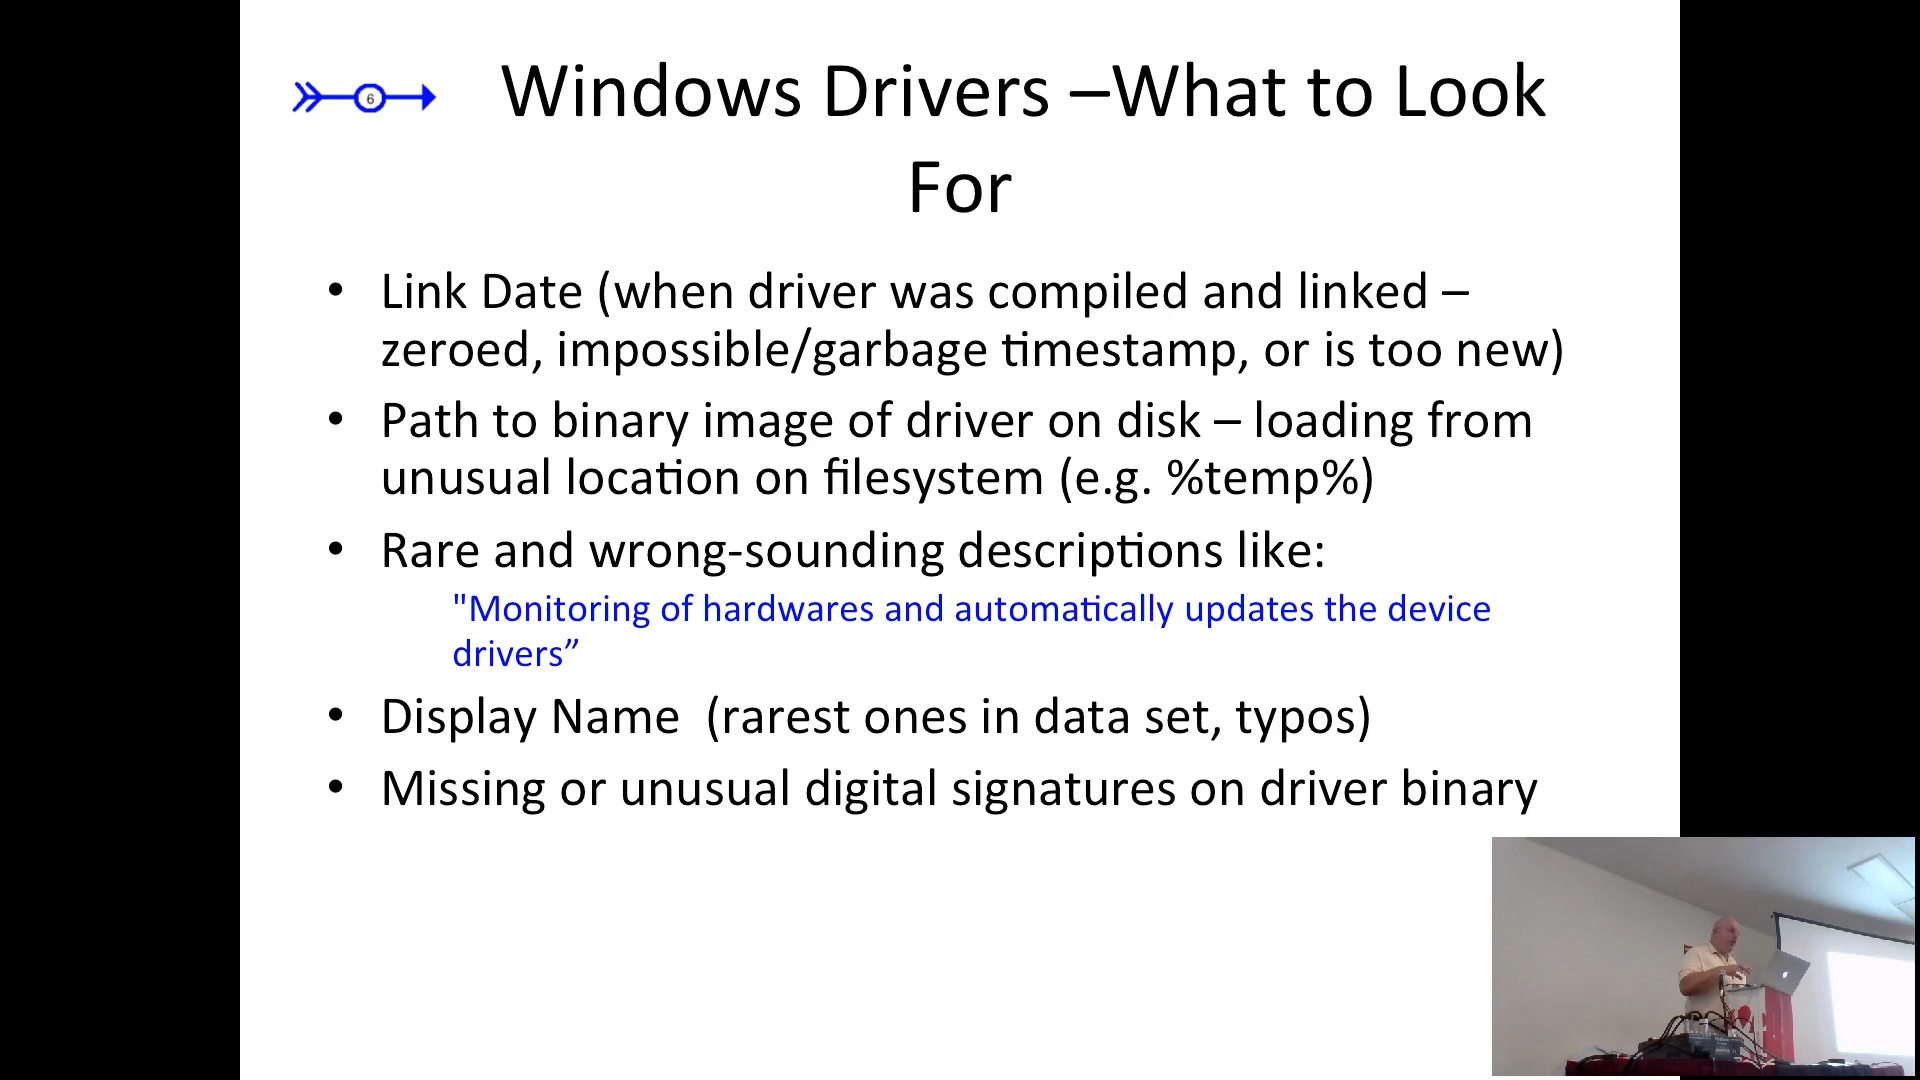 6
Windows Drivers –What to Look
For
• Link Date (when driver was compiled and linked –
zeroed, impossible/garbage timestamp, or is too new)
• Path to binary image of driver on disk – loading from
unusual location on filesystem (e.g. %temp%)
• Rare and wrong-sounding descriptions like:
"Monitoring of hardwares and automatically updates the device
drivers”
• Display Name  (rarest ones in data set, typos)
• Missing or unusual digital signatures on driver binary